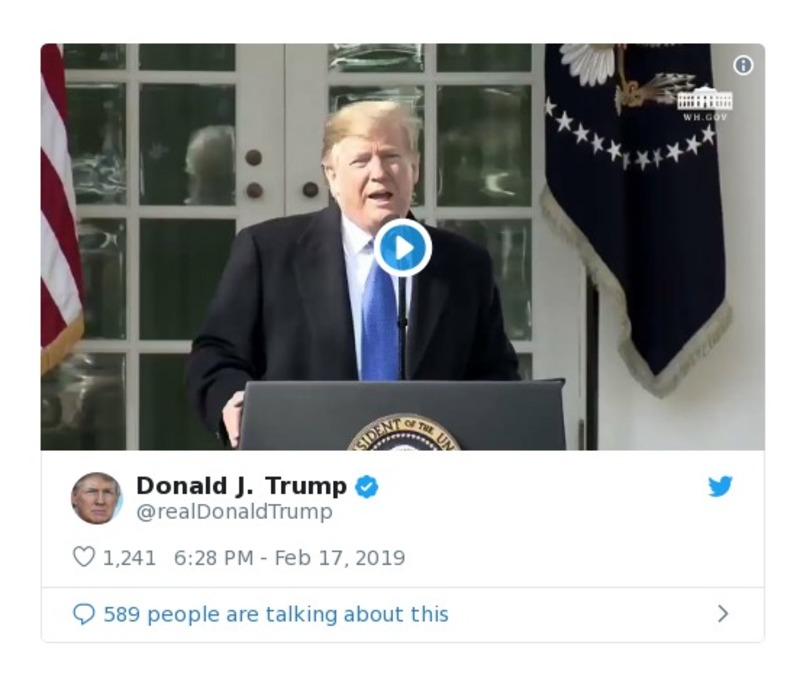 WH.GOV
SIDENT OF THE UN
Donald J. Trump
@realDonaldTrump
1,241 6:28 PM - Feb 17, 2019
589 people are talking about this